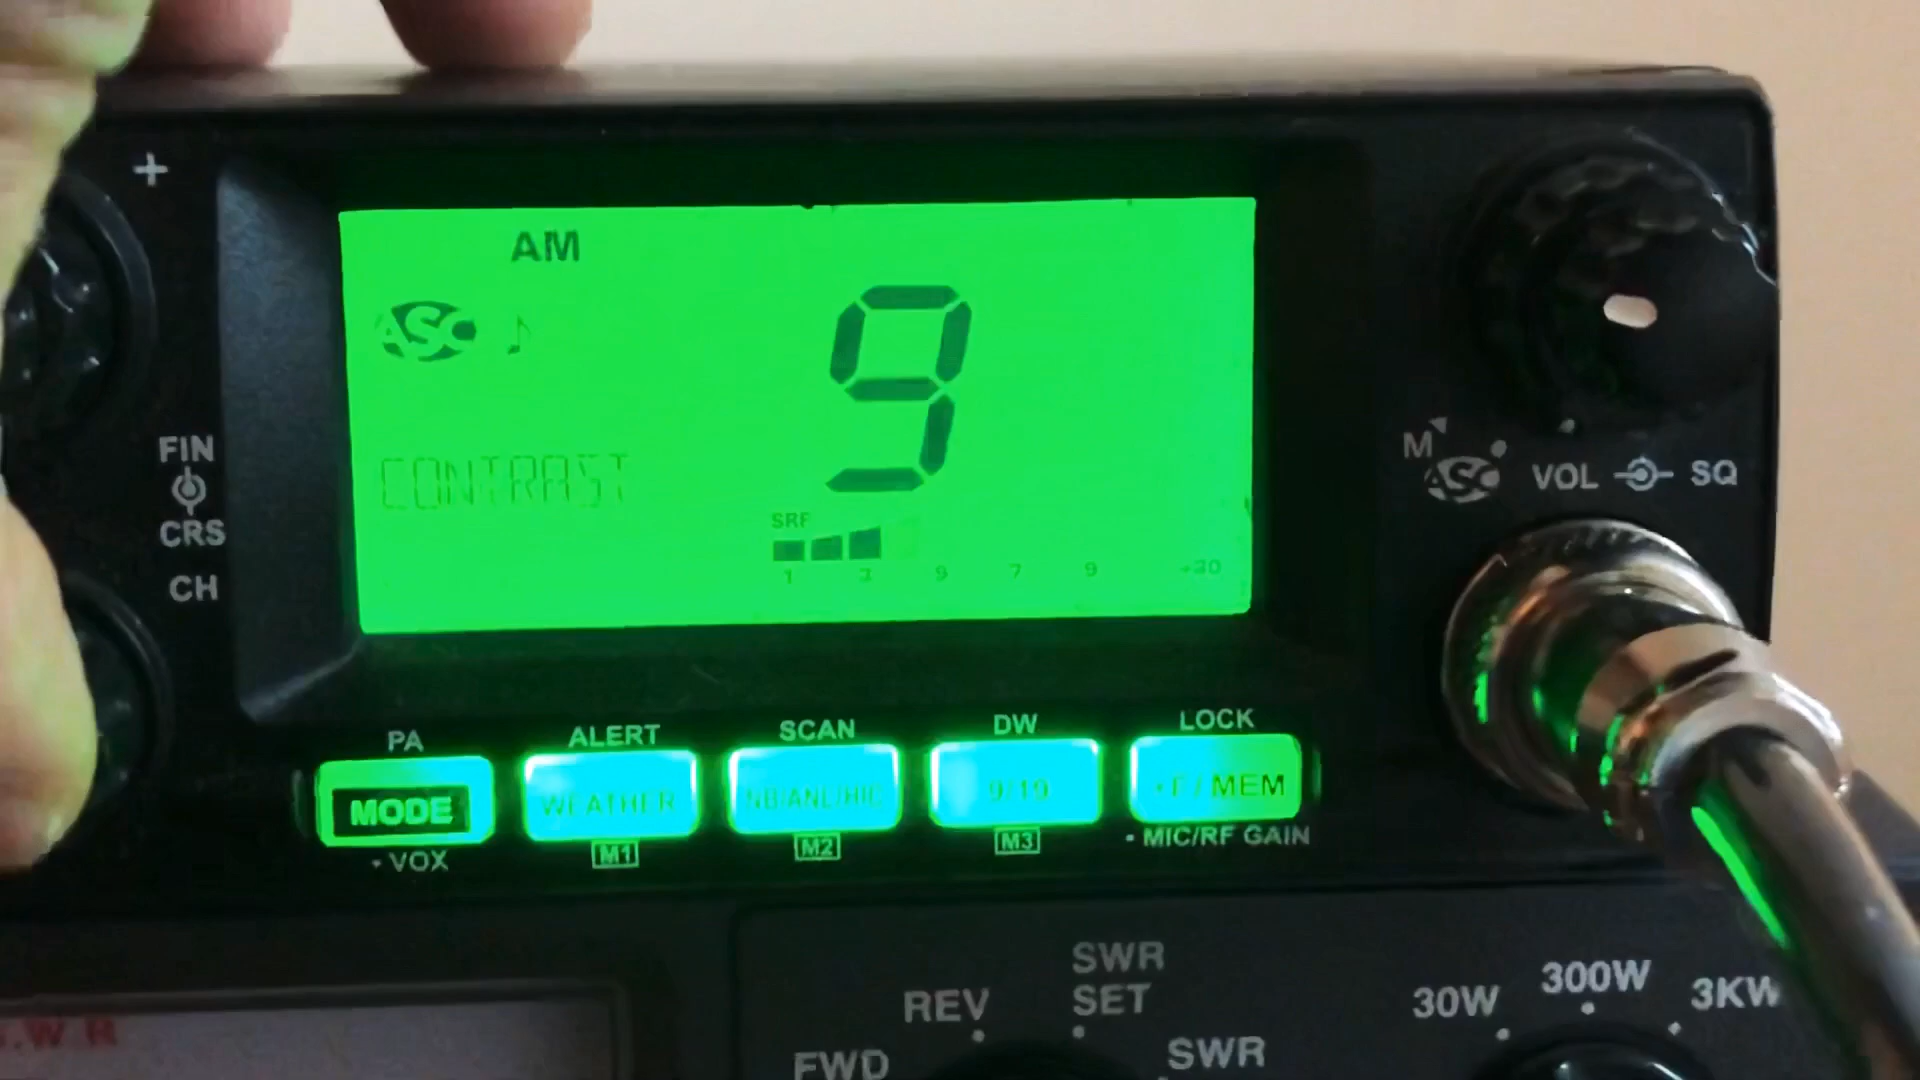 +
AM
ASC
9
FIN
CRS
CH
CONTRAST
SRF
1 3 9 7 9 +30
M
ASC
VOL SQ
PA ALERT SCAN DW LOCK
MODE WEATHER NB/ANL/HIC 9/19 • F / MEM
• VOX M1 M2 M3 • MIC/RF GAIN
SWR
SET
REV
FWD
SWR
30W 300W 3KW
S.W R